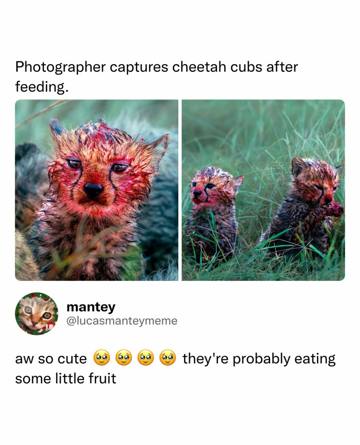 Photographer captures cheetah cubs after
feeding.
mantey
@lucasmanteymeme
aw so cute 🥹 🥹 🥹 🥹 they're probably eating
some little fruit